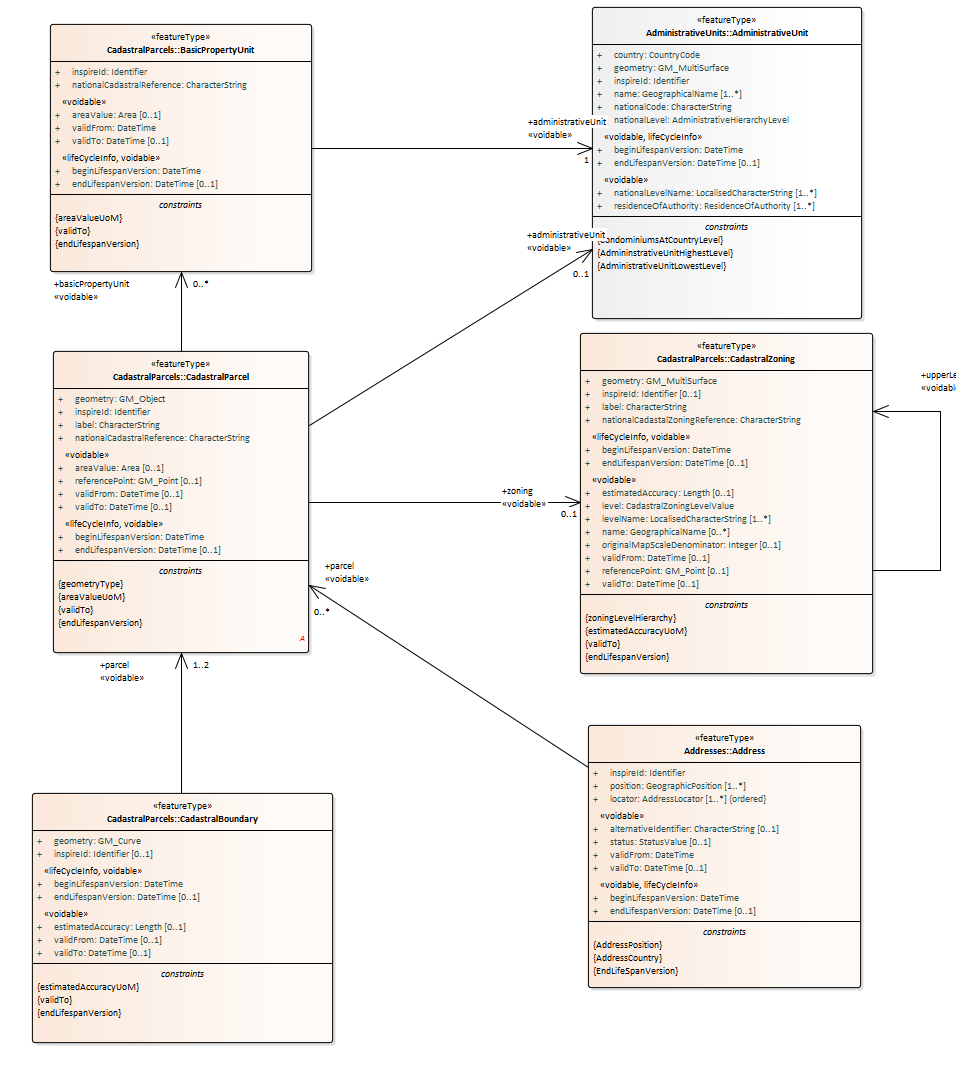 «featureType»
CadastralParcels::BasicPropertyUnit
+ inspireId: Identifier
+ nationalCadastralReference: CharacterString
«voidable»
+ areaValue: Area [0..1]
+ validFrom: DateTime
+ validTo: DateTime [0..1]
«lifeCycleInfo, voidable»
+ beginLifespanVersion: DateTime
+ endLifespanVersion: DateTime [0..1]
constraints
{areaValueUoM}
{validTo}
{endLifespanVersion}
«featureType»
AdministrativeUnits::AdministrativeUnit
+ country: CountryCode
+ geometry: GM_MultiSurface
+ inspireId: Identifier
+ name: GeographicalName [1..*]
+ nationalCode: CharacterString
nationalLevel: AdministrativeHierarchyLevel
«voidable, lifeCycleInfo»
+ beginLifespanVersion: DateTime
+ endLifespanVersion: DateTime [0..1]
«voidable»
+ nationalLevelName: LocalisedCharacterString [1..*]
+ residenceOfAuthority: ResidenceOfAuthority [1..*]
constraints
{condominiumsAtCountryLevel}
{AdmininstrativeUnitHighestLevel}
{AdministrativeUnitLowestLevel}
+administrativeUnit
«voidable»
1
+administrativeUnit
«voidable»
0..1
+basicPropertyUnit
«voidable»
0..*
«featureType»
CadastralParcels::CadastralParcel
+ geometry: GM_Object
+ inspireId: Identifier
+ label: CharacterString
+ nationalCadastralReference: CharacterString
«voidable»
+ areaValue: Area [0..1]
+ referencePoint: GM_Point [0..1]
+ validFrom: DateTime [0..1]
+ validTo: DateTime [0..1]
«lifeCycleInfo, voidable»
+ beginLifespanVersion: DateTime
+ endLifespanVersion: DateTime [0..1]
constraints
{geometryType}
{areaValueUoM}
{validTo}
{endLifespanVersion}
A
«featureType»
CadastralParcels::CadastralZoning
+ geometry: GM_MultiSurface
+ inspireId: Identifier [0..1]
+ label: CharacterString
+ nationalCadastalZoningReference: CharacterString
«lifeCycleInfo, voidable»
+ beginLifespanVersion: DateTime
+ endLifespanVersion: DateTime [0..1]
«voidable»
+ estimatedAccuracy: Length [0..1]
+ level: CadastralZoningLevelValue
+ levelName: LocalisedCharacterString [1..*]
+ name: GeographicalName [0..*]
+ originalMapScaleDenominator: Integer [0..1]
+ validFrom: DateTime [0..1]
+ referencePoint: GM_Point [0..1]
+ validTo: DateTime [0..1]
constraints
{zoningLevelHierarchy}
{estimatedAccuracyUoM}
{validTo}
{endLifespanVersion}
+upperLe
«voidable
+zoning
«voidable»
0..1
+parcel
«voidable»
0..*
+parcel
«voidable»
1..2
«featureType»
Addresses::Address
+ inspireId: Identifier
+ position: GeographicPosition [1..*]
+ locator: AddressLocator [1..*] {ordered}
«voidable»
+ alternativeIdentifier: CharacterString [0..1]
+ status: StatusValue [0..1]
+ validFrom: DateTime
+ validTo: DateTime [0..1]
«voidable, lifeCycleInfo»
+ beginLifespanVersion: DateTime
+ endLifespanVersion: DateTime [0..1]
constraints
{AddressPosition}
{AddressCountry}
{EndLifeSpanVersion}
«featureType»
CadastralParcels::CadastralBoundary
+ geometry: GM_Curve
+ inspireId: Identifier [0..1]
«lifeCycleInfo, voidable»
+ beginLifespanVersion: DateTime
+ endLifespanVersion: DateTime [0..1]
«voidable»
+ estimatedAccuracy: Length [0..1]
+ validFrom: DateTime [0..1]
+ validTo: DateTime [0..1]
constraints
{estimatedAccuracyUoM}
{validTo}
{endLifespanVersion}